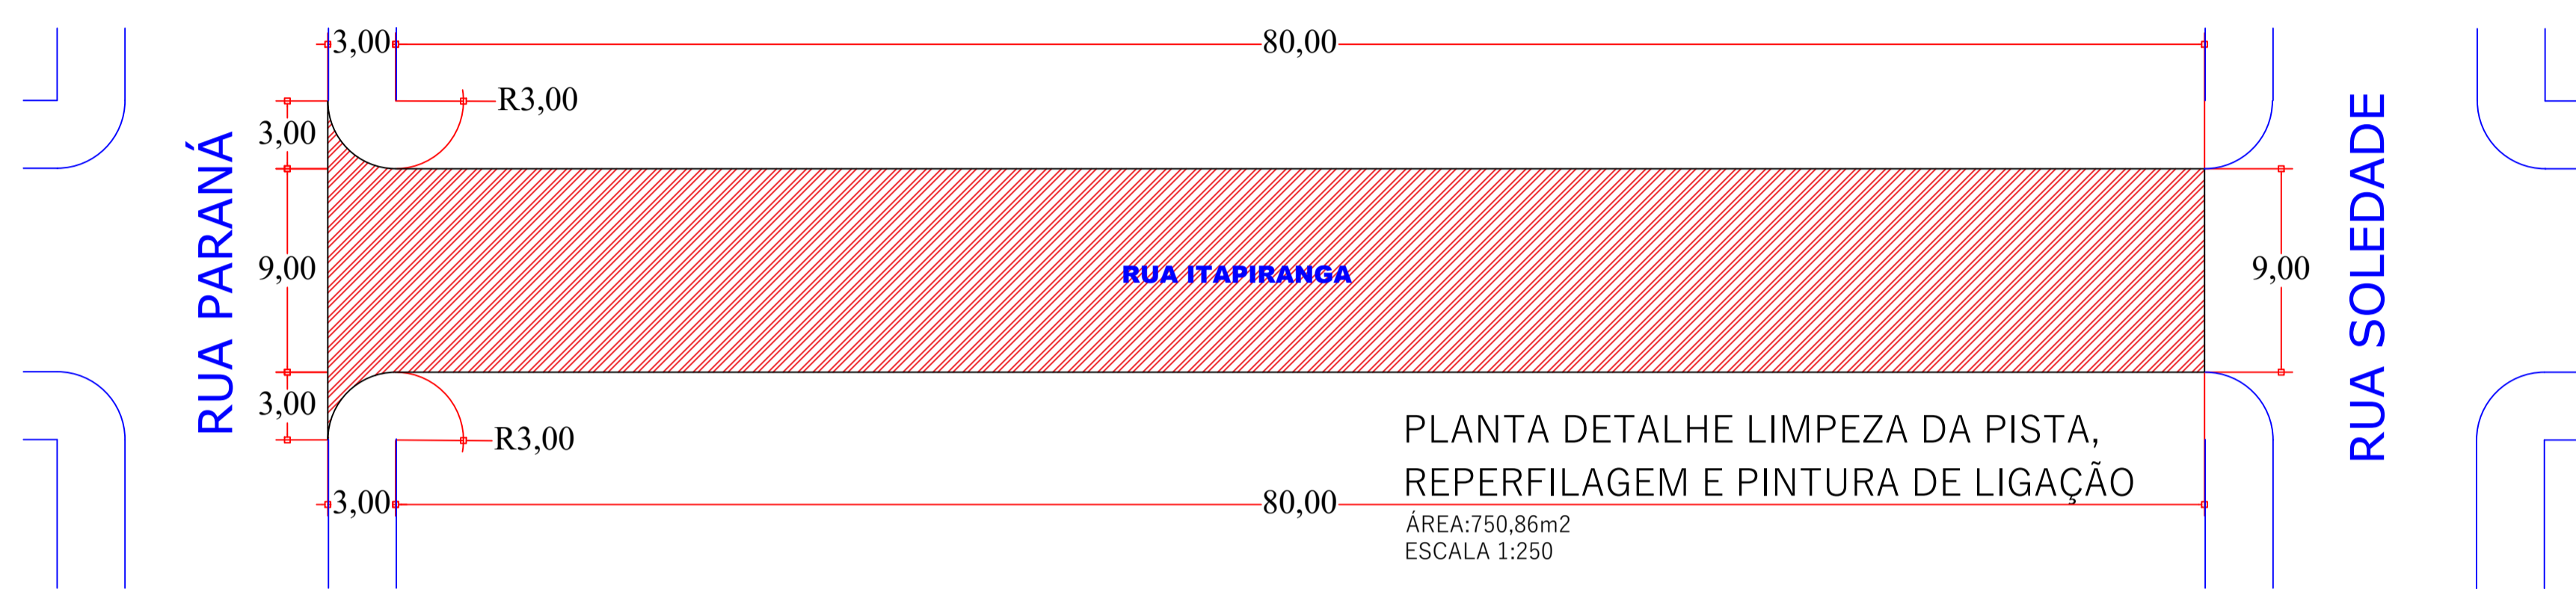 3,00
80,00
R3,00
3,00
RUA PARANÁ
9,00
RUA ITAPIRANGA
9,00
RUA SOLEDADE
3,00
R3,00
PLANTA DETALHE LIMPEZA DA PISTA,
REPERFILAGEM E PINTURA DE LIGAÇÃO
3,00
80,00
ÁREA:750,86m2
ESCALA 1:250